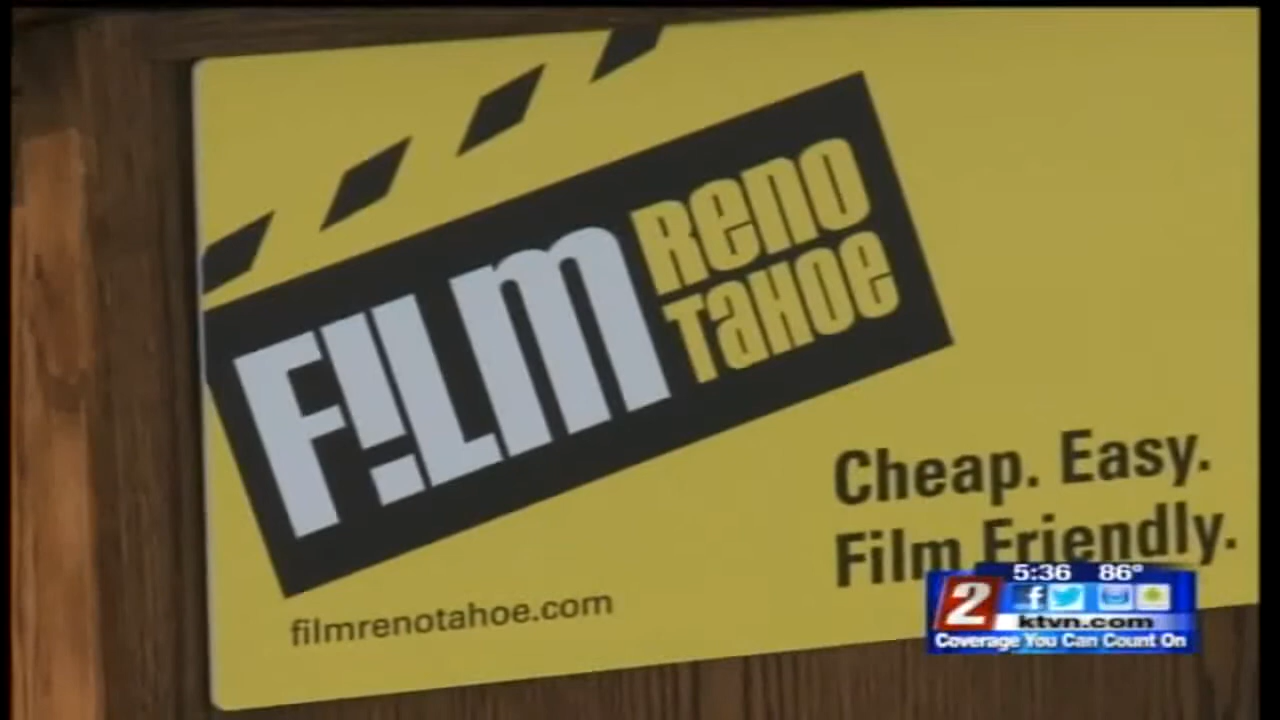 F!LM
Reno
Tahoe
Cheap. Easy.
Film Friendly.
filmrenotahoe.com
5:36 86°
2
ktvn.com
Coverage You Can Count On